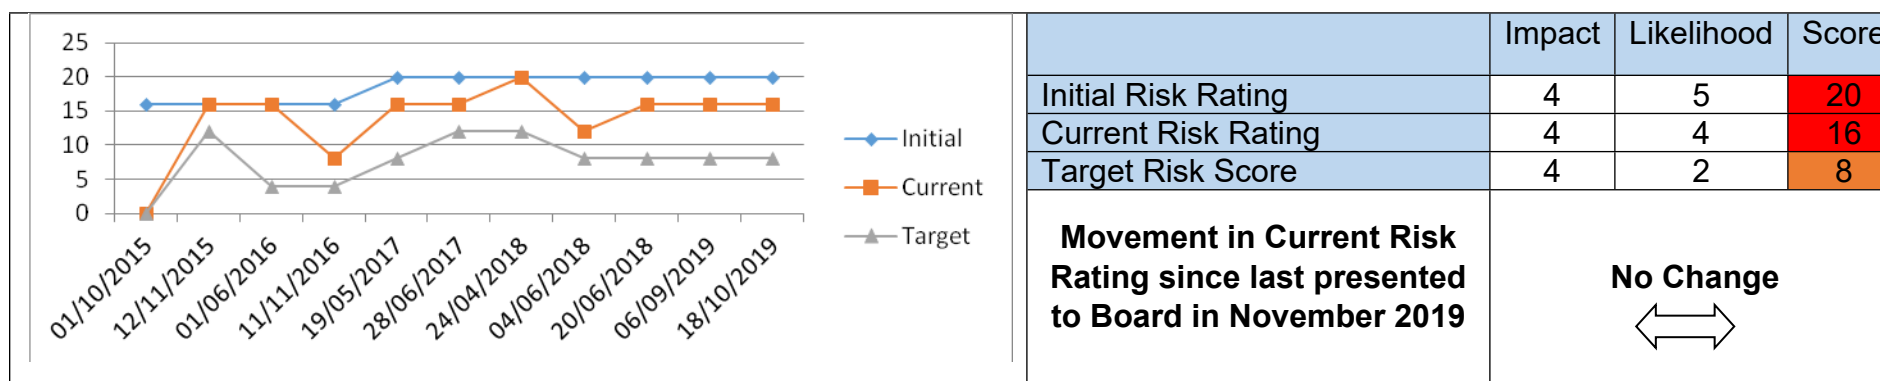 25
20
15
10
5
0
01/10/2015
12/11/2015
01/06/2016
11/11/2016
19/05/2017
28/06/2017
24/04/2018
04/06/2018
20/06/2018
06/09/2019
18/10/2019
Initial
Current
Target
Impact Likelihood Score
Initial Risk Rating 4 5 20
Current Risk Rating 4 4 16
Target Risk Score 4 2 8
Movement in Current Risk
Rating since last presented
to Board in November 2019
No Change